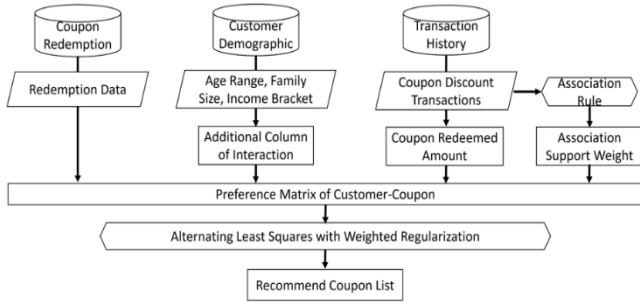 Coupon
Redemption
Customer
Demographic
Transaction
History
Redemption Data
Age Range, Family
Size, Income Bracket
Coupon Discount
Transactions
Association
Rule
Additional Column
of Interaction
Coupon Redeemed
Amount
Association
Support Weight
Preference Matrix of Customer-Coupon
Alternating Least Squares with Weighted Regularization
Recommend Coupon List